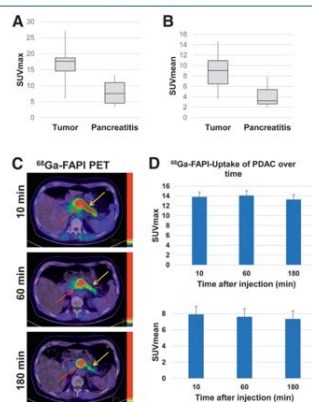 A
SUVmax
30
25
20
15
10
5
0
Tumor Pancreatitis
B
SUVmean
16
14
12
10
8
6
4
2
0
Tumor Pancreatitis
C
⁶⁸Ga-FAPI PET
10 min
60 min
180 min
D
⁶⁸Ga-FAPI-Uptake of PDAC over
time
SUVmax
16
14
12
10
8
6
4
2
0
10 60 180
Time after injection (min)
SUVmean
8
6
4
2
0
10 60 180
Time after injection (min)